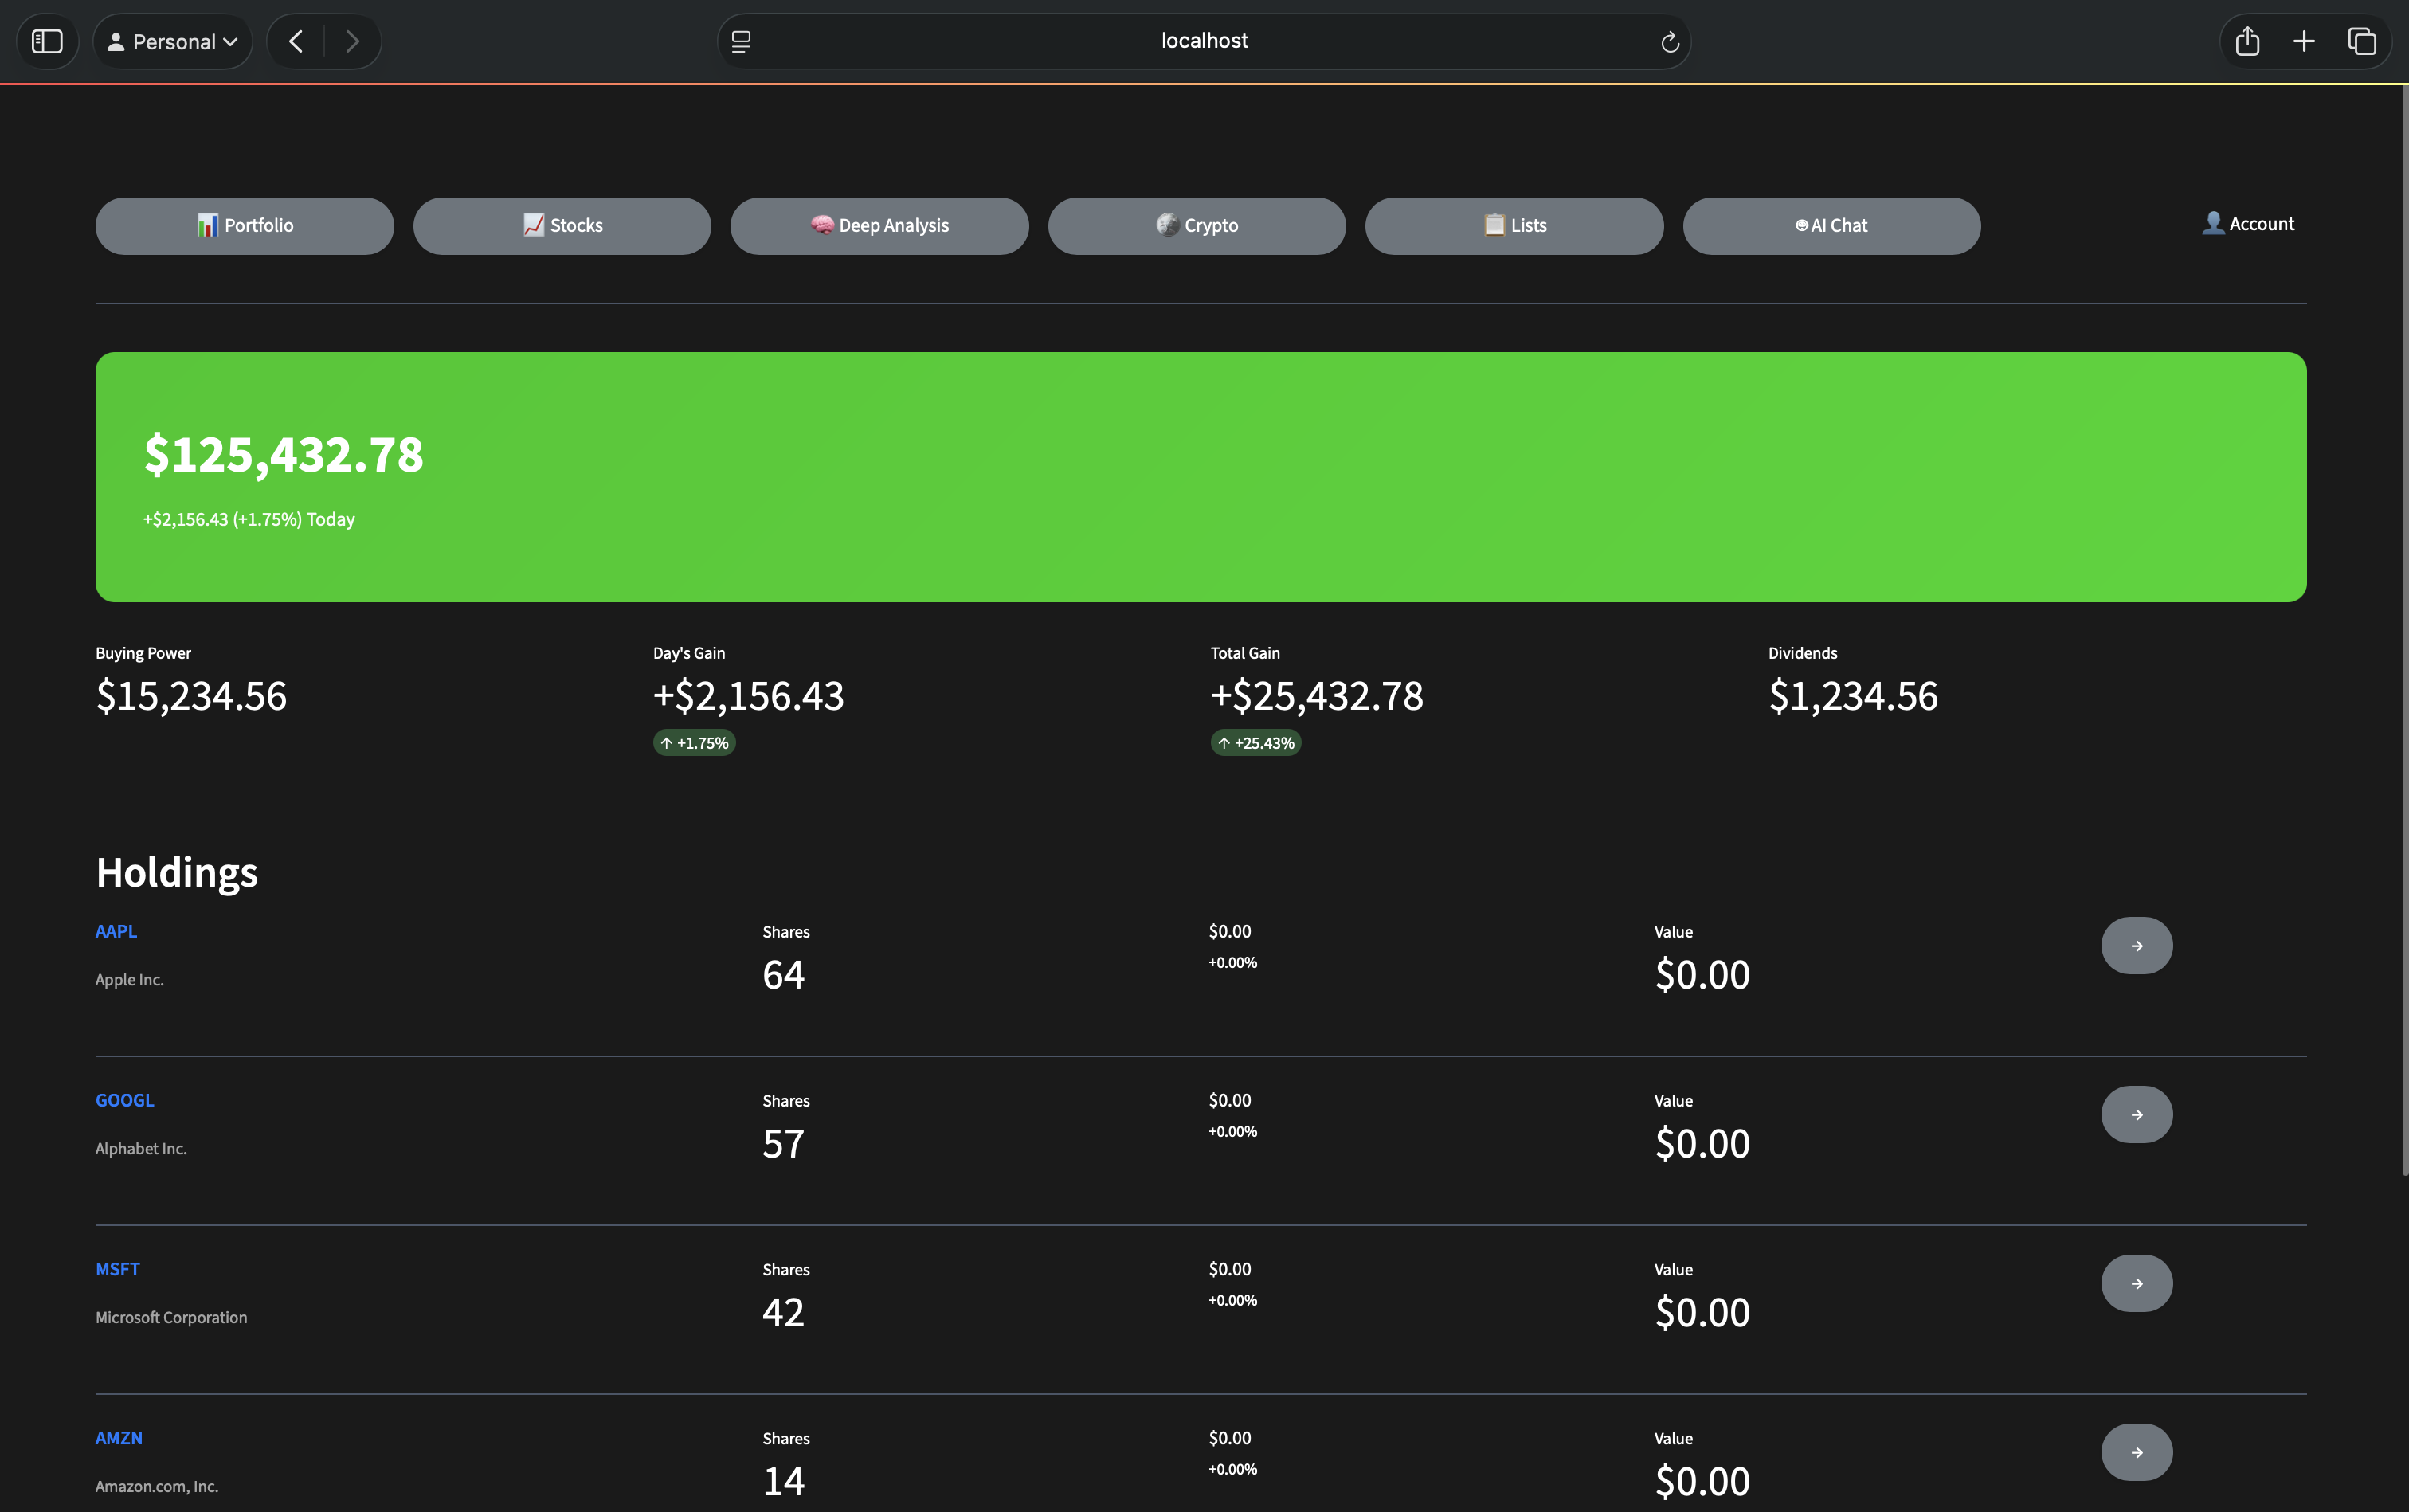 Personal
localhost
Portfolio
Stocks
Deep Analysis
Crypto
Lists
AI Chat
Account
$125,432.78
+$2,156.43 (+1.75%) Today
Buying Power
$15,234.56
Day's Gain
+$2,156.43
↑ +1.75%
Total Gain
+$25,432.78
↑ +25.43%
Dividends
$1,234.56
Holdings
AAPL
Apple Inc.
Shares
64
$0.00
+0.00%
Value
$0.00
→
GOOGL
Alphabet Inc.
Shares
57
$0.00
+0.00%
Value
$0.00
→
MSFT
Microsoft Corporation
Shares
42
$0.00
+0.00%
Value
$0.00
→
AMZN
Amazon.com, Inc.
Shares
14
$0.00
+0.00%
Value
$0.00
→